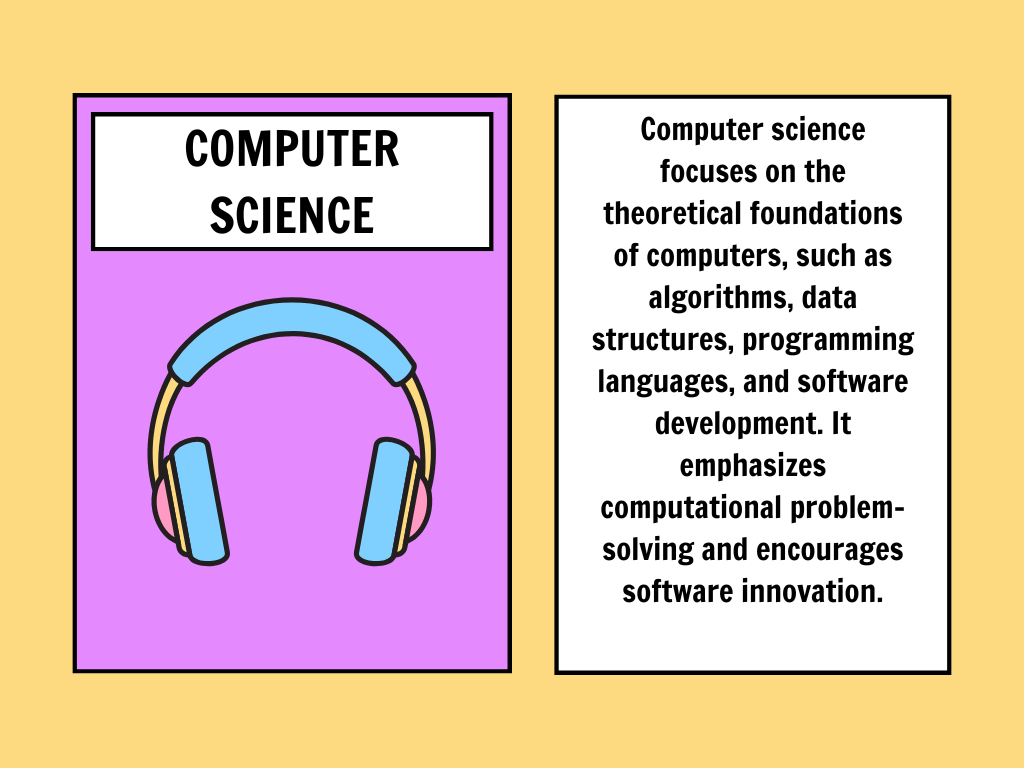 COMPUTER
SCIENCE
Computer science
focuses on the
theoretical foundations
of computers, such as
algorithms, data
structures, programming
languages, and software
development. It
emphasizes
computational problem-
solving and encourages
software innovation.